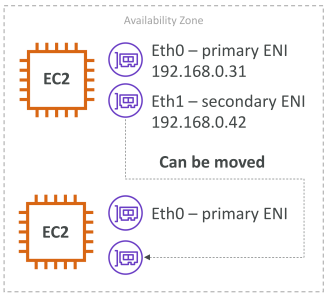 Availability Zone
EC2
Eth0 – primary ENI
192.168.0.31
Eth1 – secondary ENI
192.168.0.42
Can be moved
EC2
Eth0 – primary ENI